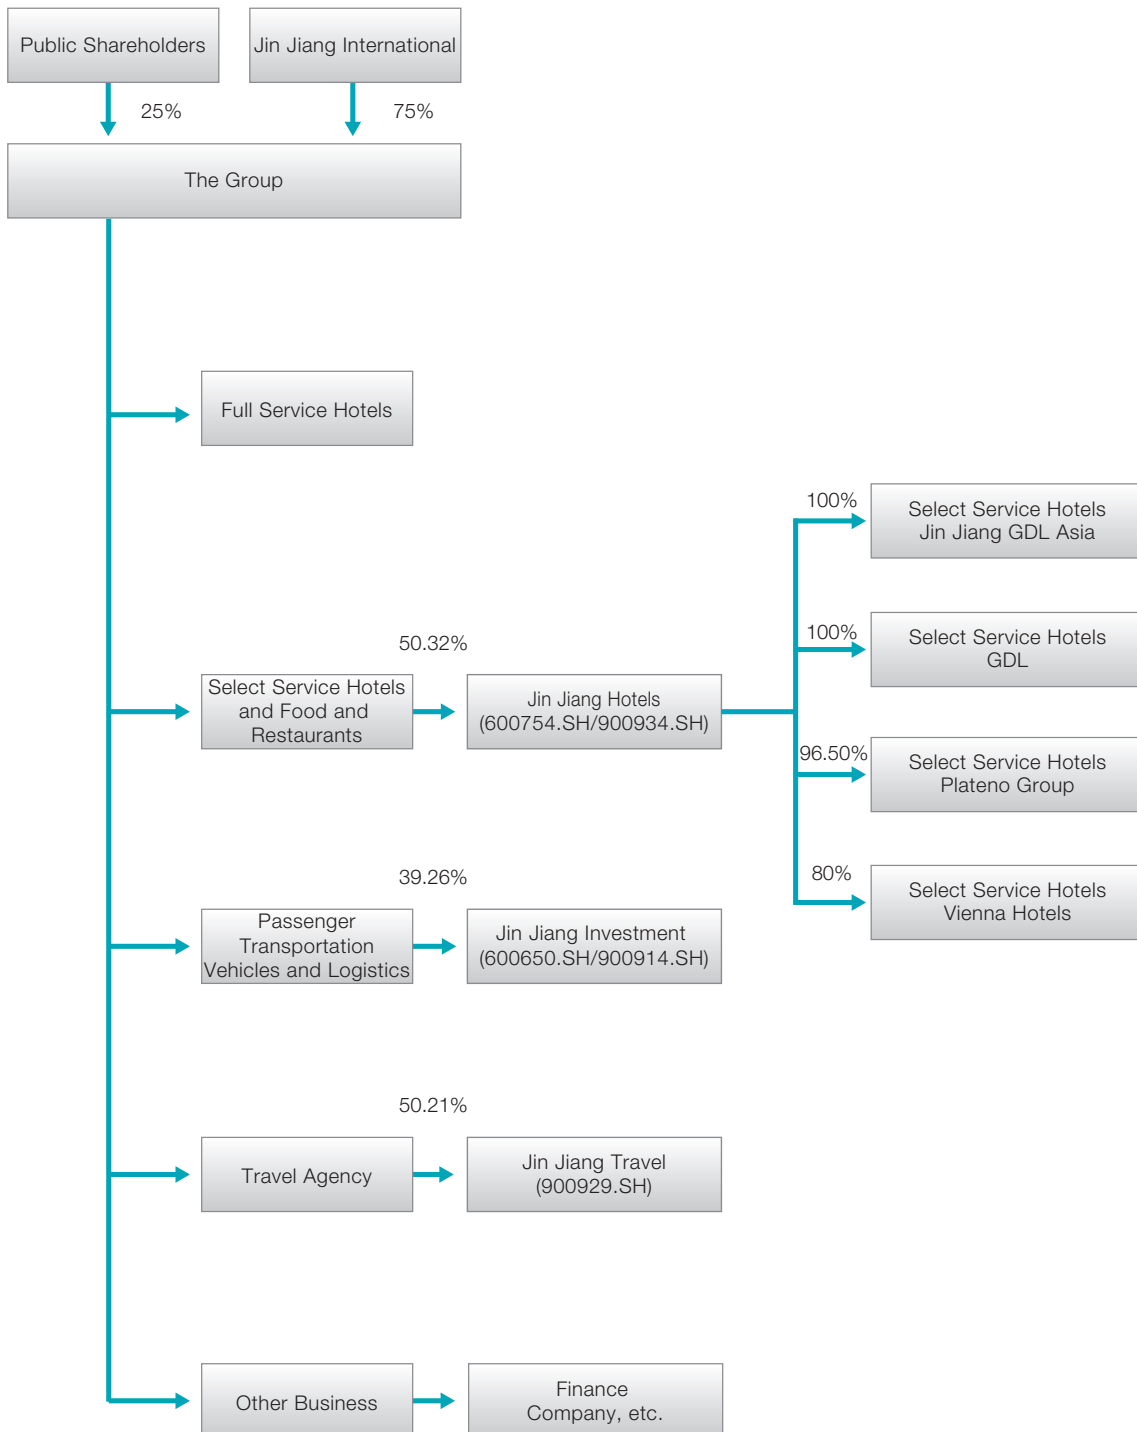 Public Shareholders
Jin Jiang International
25%
75%
The Group
Full Service Hotels
100%
Select Service Hotels
Jin Jiang GDL Asia
100%
Select Service Hotels
GDL
50.32%
Select Service Hotels
and Food and
Restaurants
Jin Jiang Hotels
(600754.SH/900934.SH)
96.50%
Select Service Hotels
Plateno Group
80%
Select Service Hotels
Vienna Hotels
39.26%
Passenger
Transportation
Vehicles and Logistics
Jin Jiang Investment
(600650.SH/900914.SH)
50.21%
Travel Agency
Jin Jiang Travel
(900929.SH)
Other Business
Finance
Company, etc.